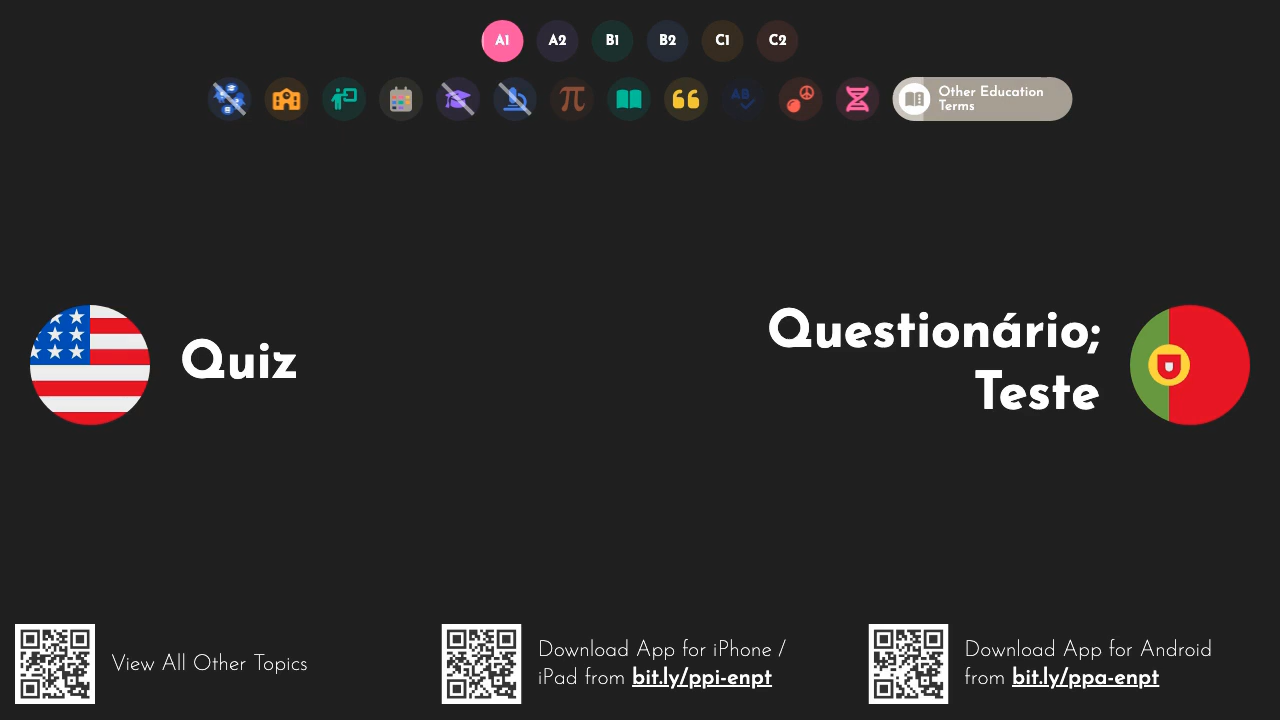 A1 A2 B1 B2 C1 C2
AB
Other Education
Terms
Quiz
Questionário;
Teste
View All Other Topics
Download App for iPhone /
iPad from bit.ly/ppi-enpt
Download App for Android
from bit.ly/ppa-enpt